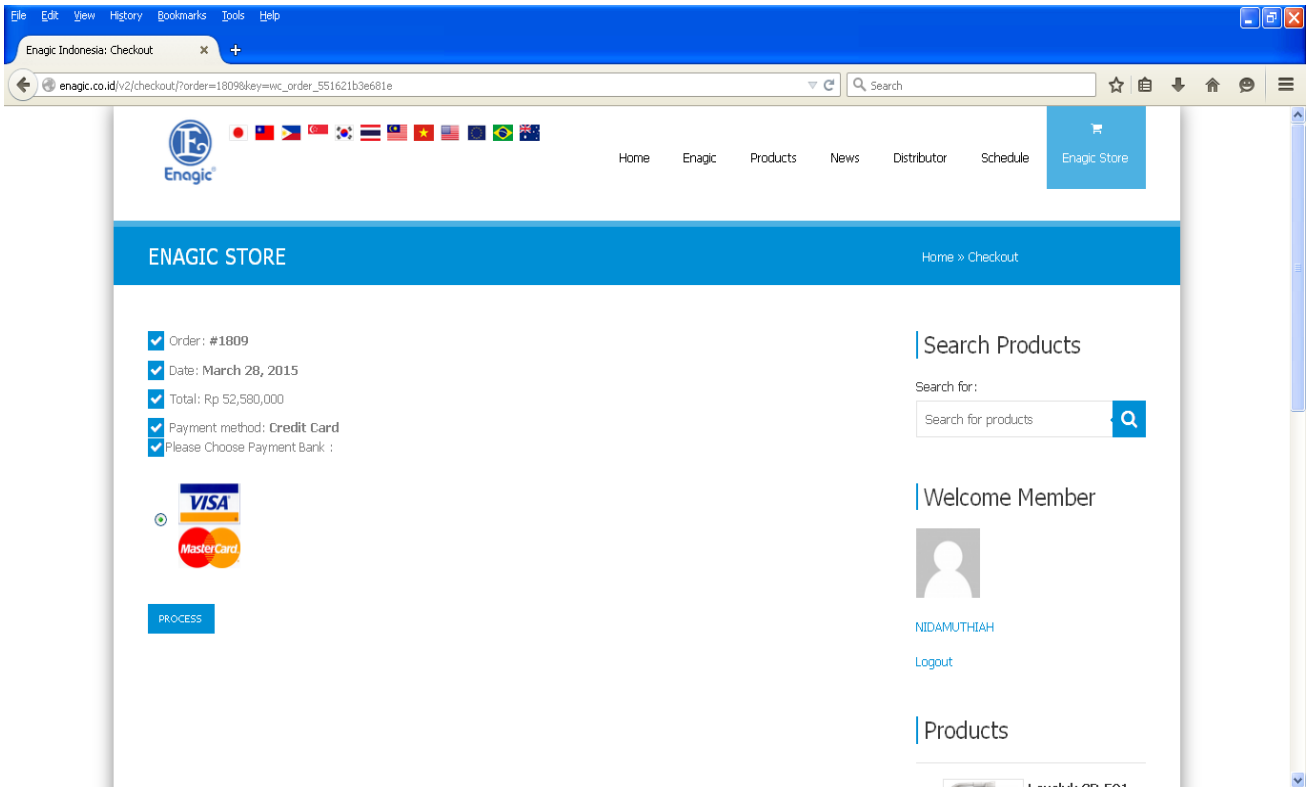 File Edit View History Bookmarks Tools Help
Enagic Indonesia: Checkout
enagic.co.id/v2/checkout/?order=1809&key=wc_order_551621b3e681e
Search
Enagic®
Home Enagic Products News Distributor Schedule Enagic Store
ENAGIC STORE
Home » Checkout
Order: #1809
Date: March 28, 2015
Total: Rp 52,580,000
Payment method: Credit Card
Please Choose Payment Bank :
VISA
MasterCard
PROCESS
Search Products
Search for:
Search for products
Welcome Member
NIDAMUTHIAH
Logout
Products